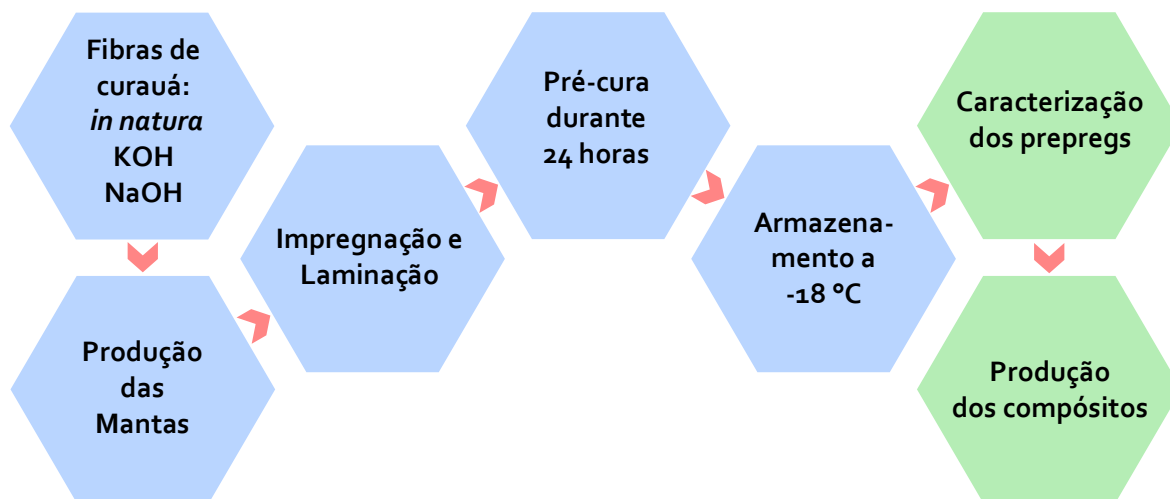 Fibras de
curauá:
in natura
KOH
NaOH
Produção
das
Mantas
Impregnação e
Laminação
Pré-cura
durante
24 horas
Armazena-
mento a
-18 °C
Caracterização
dos prepregs
Produção
dos compósitos